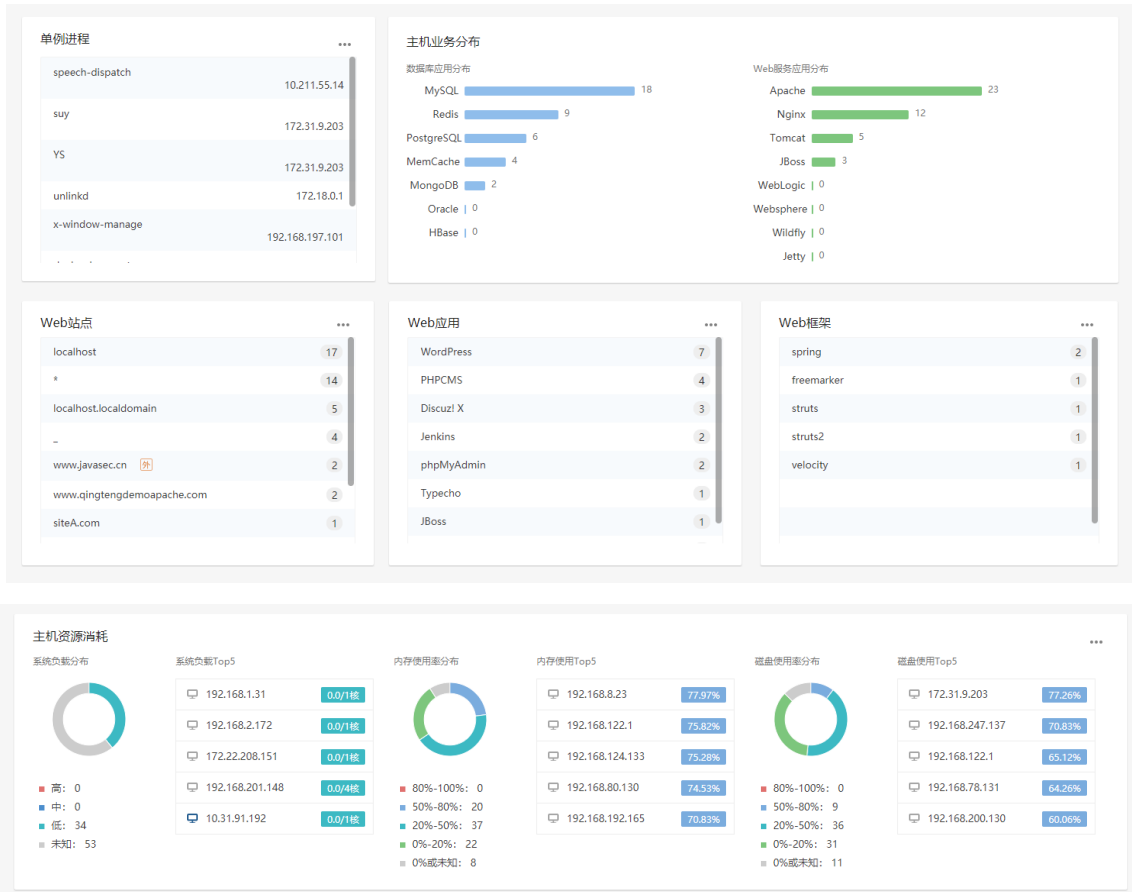 单例进程
•••
speech-dispatch
10.211.55.14
suy
172.31.9.203
YS
172.31.9.203
unlinkd 172.18.0.1
x-window-manage
192.168.197.101
主机业务分布
数据库应用分布
MySQL 18
Redis 9
PostgreSQL 6
MemCache 4
MongoDB 2
Oracle 0
HBase 0
Web服务应用分布
Apache 23
Nginx 12
Tomcat 5
JBoss 3
WebLogic 0
Websphere 0
Wildfly 0
Jetty 0
Web站点 •••
localhost 17
* 14
localhost.localdomain 5
_ 4
www.javasec.cn 外 2
www.qingtengdemoapache.com 2
siteA.com 1
Web应用 •••
WordPress 7
PHPCMS 4
Discuz! X 3
Jenkins 2
phpMyAdmin 2
Typecho 1
JBoss 1
Web框架 •••
spring 2
freemarker 1
struts 1
struts2 1
velocity 1
主机资源消耗
•••
系统负载分布
高: 0
中: 0
低: 34
未知: 53
系统负载Top5
192.168.1.31 0.0/1核
192.168.2.172 0.0/1核
172.22.208.151 0.0/1核
192.168.201.148 0.0/4核
10.31.91.192 0.0/1核
内存使用率分布
80%-100%: 0
50%-80%: 20
20%-50%: 37
0%-20%: 22
0%或未知: 8
内存使用Top5
192.168.8.23 77.97%
192.168.122.1 75.82%
192.168.124.133 75.28%
192.168.80.130 74.53%
192.168.192.165 70.83%
磁盘使用率分布
80%-100%: 0
50%-80%: 9
20%-50%: 36
0%-20%: 31
0%或未知: 11
磁盘使用Top5
172.31.9.203 77.26%
192.168.247.137 70.83%
192.168.122.1 65.12%
192.168.78.131 64.26%
192.168.200.130 60.06%